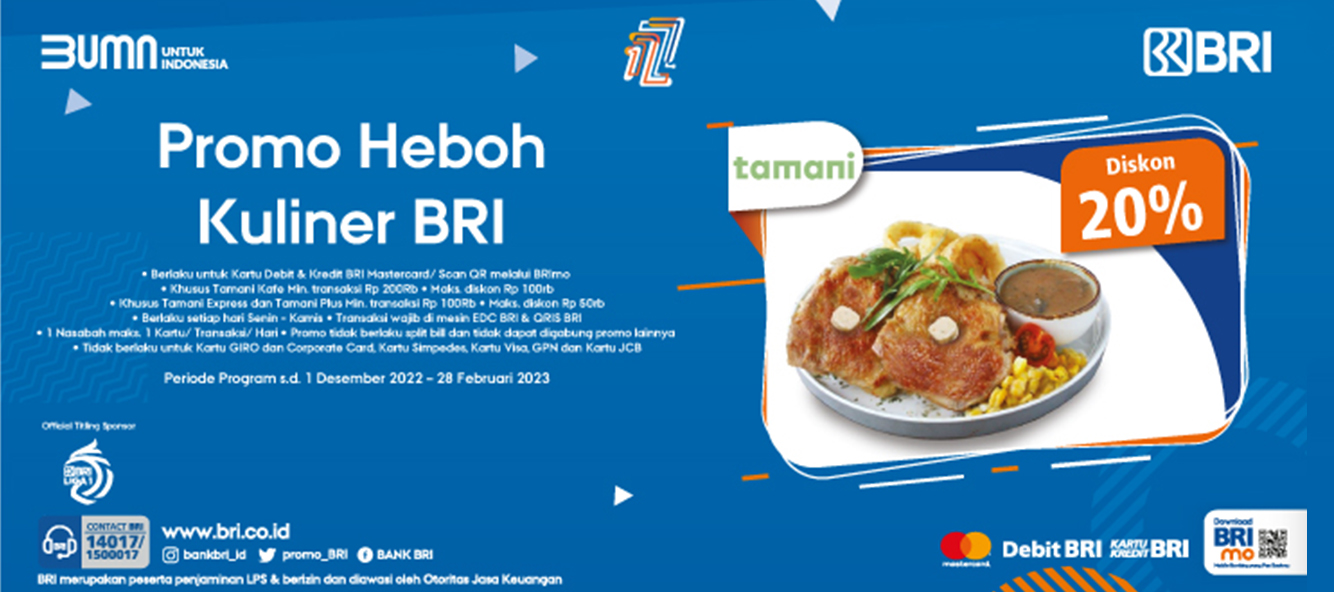 BUMN UNTUK
INDONESIA
BRI
Promo Heboh
Kuliner BRI
• Berlaku untuk Kartu Debit & Kredit BRI Mastercard/ Scan QR melalui BRImo
• Khusus Tamani Kafe Min. transaksi Rp 200Rb • Maks. diskon Rp 100rb
• Khusus Tamani Express dan Tamani Plus Min. transaksi Rp 100Rb • Maks. diskon Rp 50rb
• Berlaku setiap hari Senin - Kamis • Transaksi wajib di mesin EDC BRI & QRIS BRI
• 1 Nasabah maks. 1 Kartu/ Transaksi/ Hari • Promo tidak berlaku split bill dan tidak dapat digabung promo lainnya
• Tidak berlaku untuk Kartu GIRO dan Corporate Card, Kartu Simpedes, Kartu Visa, GPN dan Kartu JCB
Periode Program s.d. 1 Desember 2022 – 28 Februari 2023
tamani
Diskon
20%
Official Titling Sponsor
BRI
LIGA 1
CONTACT BRI
14017/
1500017
www.bri.co.id
bankbri_id promo_BRI BANK BRI
BRI merupakan peserta penjaminan LPS & berizin dan diawasi oleh Otoritas Jasa Keuangan
mastercard.
Debit BRI
KARTU
KREDIT BRI
Download
BRI
mo